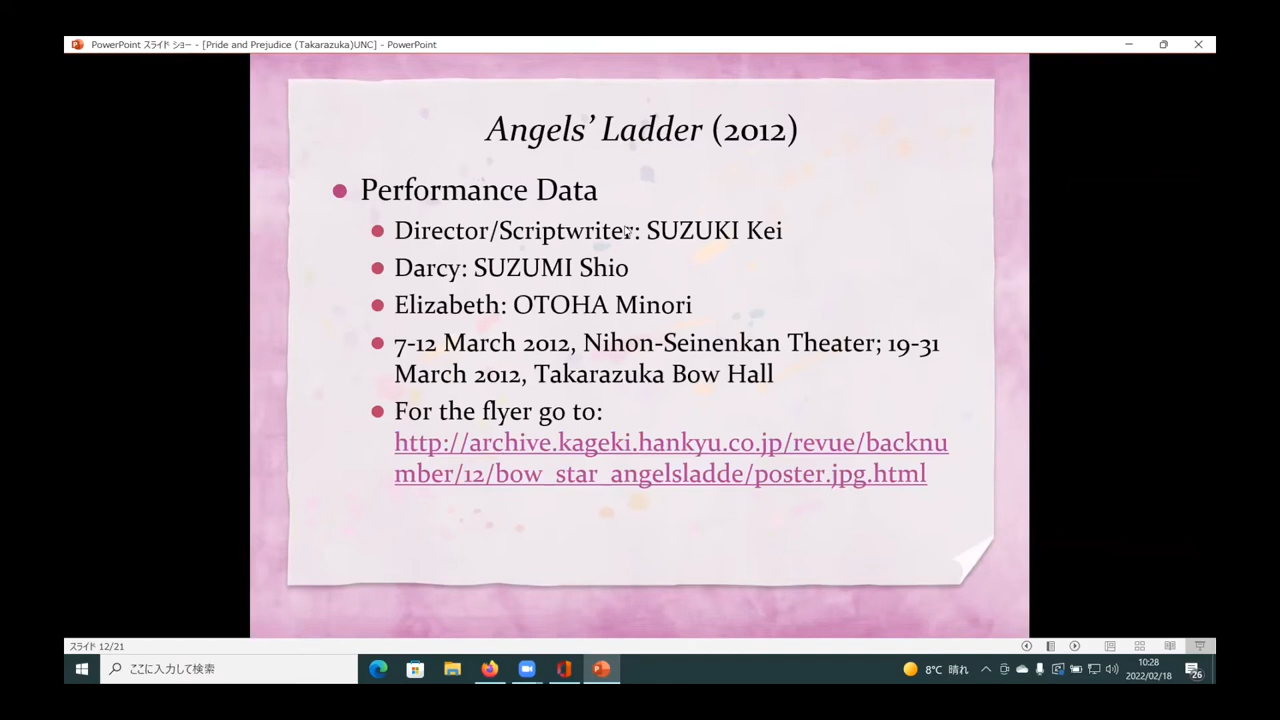 PowerPoint スライド ショー - [Pride and Prejudice (Takarazuka)UNC] - PowerPoint
Angels’ Ladder (2012)
Performance Data
Director/Scriptwriter: SUZUKI Kei
Darcy: SUZUMI Shio
Elizabeth: OTOHA Minori
7-12 March 2012, Nihon-Seinenkan Theater; 19-31
March 2012, Takarazuka Bow Hall
For the flyer go to:
http://archive.kageki.hankyu.co.jp/revue/backnu
mber/12/bow_star_angelsladde/poster.jpg.html
スライド 12/21
ここに入力して検索
8°C 晴れ
10:28
2022/02/18
26